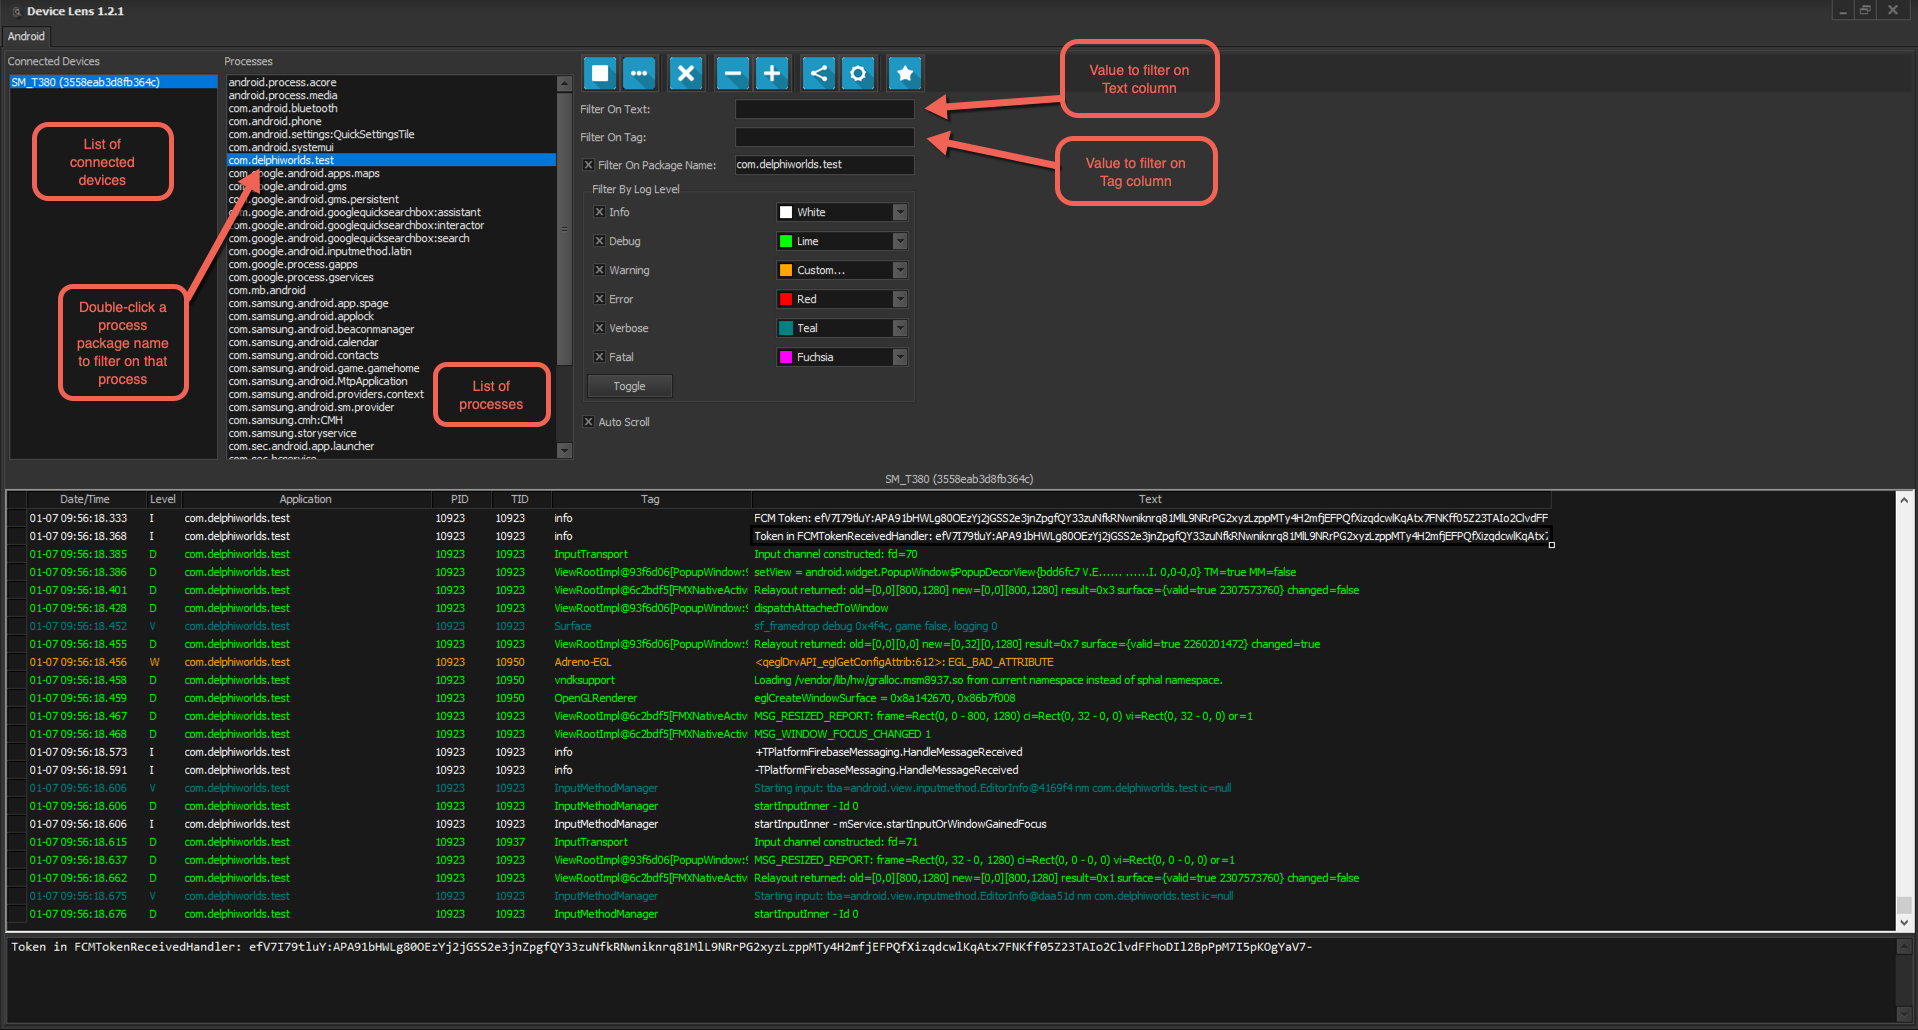 Device Lens 1.2.1
Android
Connected Devices
SM_T380 (3558eab3d8fb364c)
List of
connected
devices
Double-click a
process
package name
to filter on that
process
Processes
android.process.acore
android.process.media
com.android.bluetooth
com.android.phone
com.android.settings:QuickSettingsTile
com.android.systemui
com.delphiworlds.test
com.google.android.apps.maps
com.google.android.gms
com.google.android.gms.persistent
com.google.android.googlequicksearchbox:assistant
com.google.android.googlequicksearchbox:interactor
com.google.android.googlequicksearchbox:search
com.google.android.inputmethod.latin
com.google.process.gapps
com.google.process.gservices
com.mb.android
com.samsung.android.app.spage
com.samsung.android.applock
com.samsung.android.beaconmanager
com.samsung.android.calendar
com.samsung.android.contacts
com.samsung.android.game.gamehome
com.samsung.android.MtpApplication
com.samsung.android.providers.context
com.samsung.android.sm.provider
com.samsung.cmh:CMH
com.samsung.storyservice
com.sec.android.app.launcher
List of
processes
Filter On Text:
Filter On Tag:
Filter On Package Name: com.delphiworlds.test
Filter By Log Level
Info White
Debug Lime
Warning Custom...
Error Red
Verbose Teal
Fatal Fuchsia
Toggle
Auto Scroll
Value to filter on
Text column
Value to filter on
Tag column
SM_T380 (3558eab3d8fb364c)
Date/Time Level Application PID TID Tag Text
01-07 09:56:18.333 I com.delphiworlds.test 10923 10923 info FCM Token: efV7I79tluY:APA91bHWLg80OEzYj2jGSS2e3jnZpgfQY33zuNfkRNwniknrq81MlL9NRrPG2xyzLzppMTy4H2mfjEFPQfXizqdcwlKqAtx7FNKff05Z23TAIo2ClvdFF
01-07 09:56:18.368 I com.delphiworlds.test 10923 10923 info Token in FCMTokenReceivedHandler: efV7I79tluY:APA91bHWLg80OEzYj2jGSS2e3jnZpgfQY33zuNfkRNwniknrq81MlL9NRrPG2xyzLzppMTy4H2mfjEFPQfXizqdcwlKqAtx7
01-07 09:56:18.385 D com.delphiworlds.test 10923 10923 InputTransport Input channel constructed: fd=70
01-07 09:56:18.386 D com.delphiworlds.test 10923 10923 ViewRootImpl@93f6d06[PopupWindow:9 setView = android.widget.PopupWindow$PopupDecorView{bdd6fc7 V.E...... ......I. 0,0-0,0} TM=true MM=false
01-07 09:56:18.401 D com.delphiworlds.test 10923 10923 ViewRootImpl@6c2bdf5[FMXNativeActiv Relayout returned: old=[0,0][800,1280] new=[0,0][800,1280] result=0x3 surface={valid=true 2307573760} changed=false
01-07 09:56:18.428 D com.delphiworlds.test 10923 10923 ViewRootImpl@93f6d06[PopupWindow:9 dispatchAttachedToWindow
01-07 09:56:18.452 V com.delphiworlds.test 10923 10923 Surface sf_framedrop debug 0x4f4c, game false, logging 0
01-07 09:56:18.455 D com.delphiworlds.test 10923 10923 ViewRootImpl@93f6d06[PopupWindow:9 Relayout returned: old=[0,0][0,0] new=[0,32][0,1280] result=0x7 surface={valid=true 2260201472} changed=true
01-07 09:56:18.456 W com.delphiworlds.test 10923 10950 Adreno-EGL <qeglDrvAPI_eglGetConfigAttrib:612>: EGL_BAD_ATTRIBUTE
01-07 09:56:18.458 D com.delphiworlds.test 10923 10950 vndksupport Loading /vendor/lib/hw/gralloc.msm8937.so from current namespace instead of sphal namespace.
01-07 09:56:18.459 D com.delphiworlds.test 10923 10950 OpenGLRenderer eglCreateWindowSurface = 0x8a142670, 0x86b7f008
01-07 09:56:18.467 D com.delphiworlds.test 10923 10923 ViewRootImpl@6c2bdf5[FMXNativeActiv MSG_RESIZED_REPORT: frame=Rect(0, 0 - 800, 1280) ci=Rect(0, 32 - 0, 0) vi=Rect(0, 32 - 0, 0) or=1
01-07 09:56:18.468 D com.delphiworlds.test 10923 10923 ViewRootImpl@6c2bdf5[FMXNativeActiv MSG_WINDOW_FOCUS_CHANGED 1
01-07 09:56:18.573 I com.delphiworlds.test 10923 10923 info +TPlatformFirebaseMessaging.HandleMessageReceived
01-07 09:56:18.591 I com.delphiworlds.test 10923 10923 info -TPlatformFirebaseMessaging.HandleMessageReceived
01-07 09:56:18.606 V com.delphiworlds.test 10923 10923 InputMethodManager Starting input: tba=android.view.inputmethod.EditorInfo@4169f4 nm com.delphiworlds.test ic=null
01-07 09:56:18.606 D com.delphiworlds.test 10923 10923 InputMethodManager startInputInner - Id 0
01-07 09:56:18.606 I com.delphiworlds.test 10923 10923 InputMethodManager startInputInner - mService.startInputOrWindowGainedFocus
01-07 09:56:18.615 D com.delphiworlds.test 10923 10937 InputTransport Input channel constructed: fd=71
01-07 09:56:18.637 D com.delphiworlds.test 10923 10923 ViewRootImpl@93f6d06[PopupWindow:9 MSG_RESIZED_REPORT: frame=Rect(0, 32 - 0, 1280) ci=Rect(0, 0 - 0, 0) vi=Rect(0, 0 - 0, 0) or=1
01-07 09:56:18.662 D com.delphiworlds.test 10923 10923 ViewRootImpl@6c2bdf5[FMXNativeActiv Relayout returned: old=[0,0][800,1280] new=[0,0][800,1280] result=0x1 surface={valid=true 2307573760} changed=false
01-07 09:56:18.675 V com.delphiworlds.test 10923 10923 InputMethodManager Starting input: tba=android.view.inputmethod.EditorInfo@daa51d nm com.delphiworlds.test ic=null
01-07 09:56:18.676 D com.delphiworlds.test 10923 10923 InputMethodManager startInputInner - Id 0
Token in FCMTokenReceivedHandler: efV7I79tluY:APA91bHWLg80OEzYj2jGSS2e3jnZpgfQY33zuNfkRNwniknrq81MlL9NRrPG2xyzLzppMTy4H2mfjEFPQfXizqdcwlKqAtx7FNKff05Z23TAIo2ClvdFFhoDIl2BpPpM7I5pKOgYaV7-